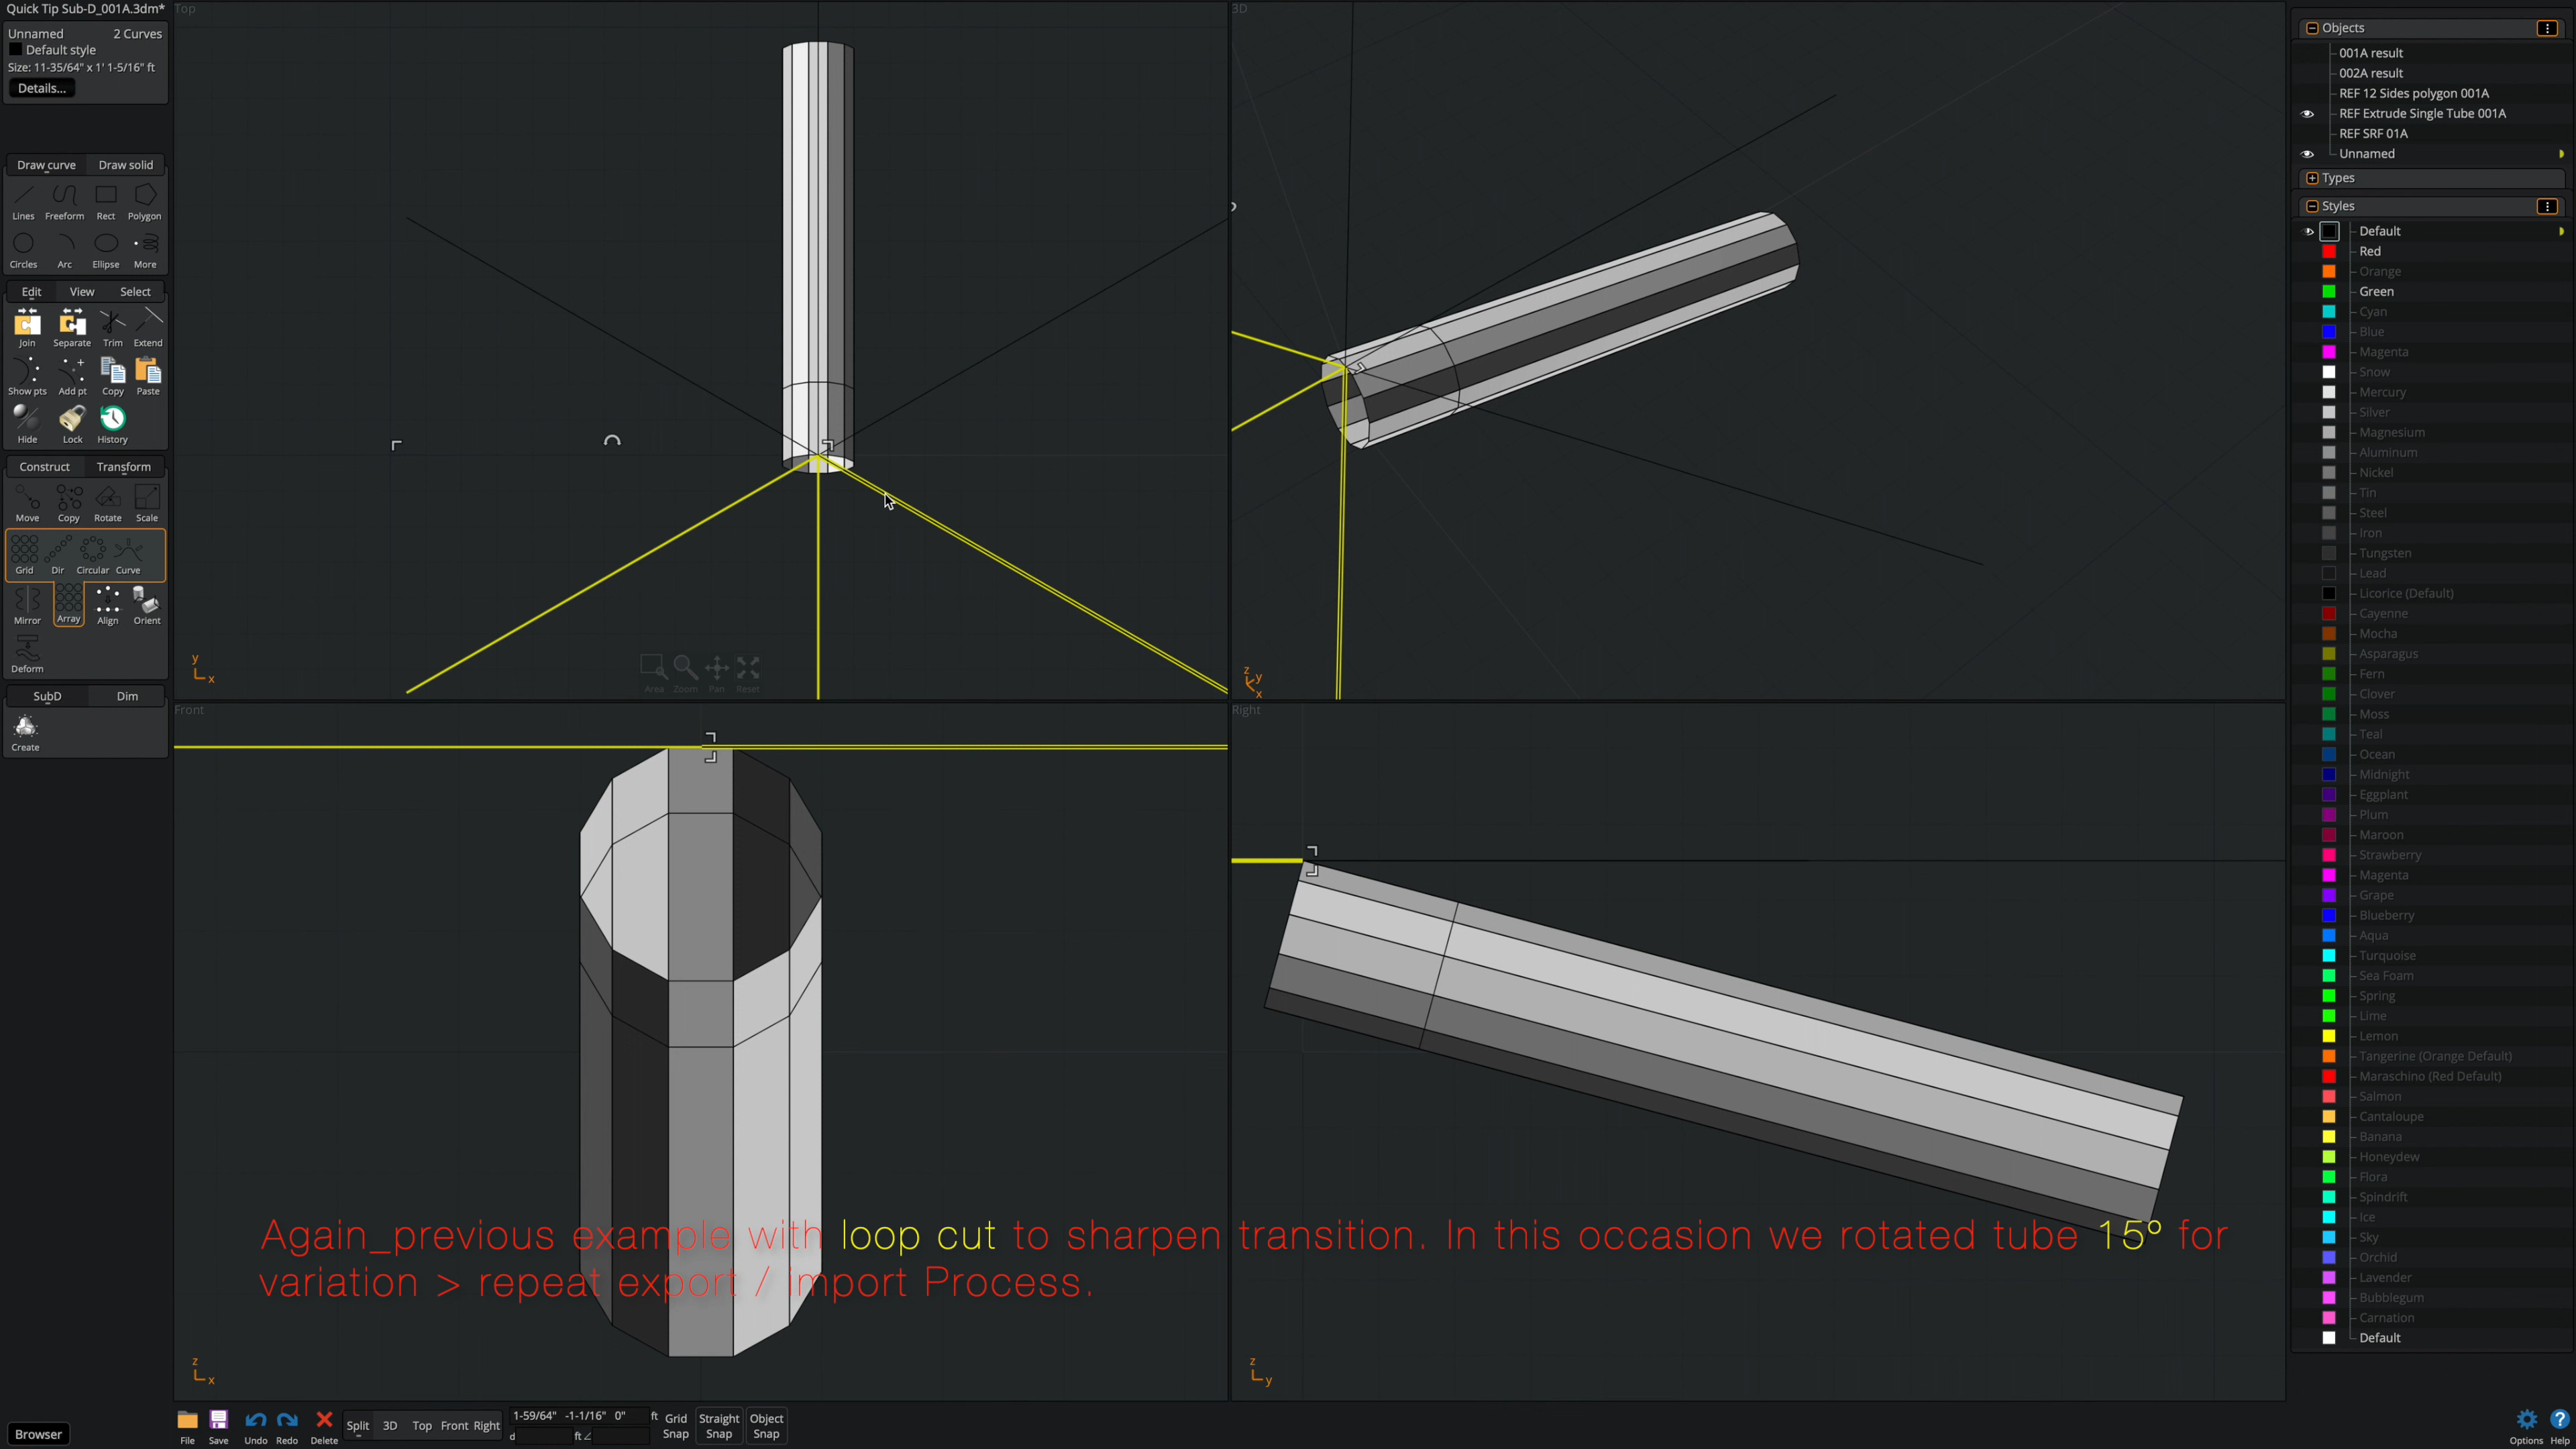 Quick Tip Sub-D_001A.3dm*
Unnamed 2 Curves
Default style
Size: 11-35/64" x 1' 1-5/16" ft
Details...
Draw curve Draw solid
Lines Freeform Rect Polygon
Circles Arc Ellipse More
Edit View Select
Join Separate Trim Extend
Show pts Add pt Copy Paste
Hide Lock History
Construct Transform
Move Copy Rotate Scale
Grid Dir Circular Curve
Mirror Array Align Orient
Deform
SubD Dim
Create
Browser
Top
y
x
Area Zoom Pan Reset
3D
z
y
x
Front
z
x
Right
z
y
Again_previous example with loop cut to sharpen transition. In this occasion we rotated tube 15º for
variation > repeat export / import Process.
File Save Undo Redo Delete
Split 3D Top Front Right
1-59/64" -1-1/16" 0" ft
d ft∠
Grid Snap
Straight Snap
Object Snap
Options Help
Objects
001A result
002A result
REF 12 Sides polygon 001A
REF Extrude Single Tube 001A
REF SRF 01A
Unnamed
Types
Styles
Default
Red
Orange
Green
Cyan
Blue
Magenta
Snow
Mercury
Silver
Magnesium
Aluminum
Nickel
Tin
Steel
Iron
Tungsten
Lead
Licorice (Default)
Cayenne
Mocha
Asparagus
Fern
Clover
Moss
Teal
Ocean
Midnight
Eggplant
Plum
Maroon
Strawberry
Magenta
Grape
Blueberry
Aqua
Turquoise
Sea Foam
Spring
Lime
Lemon
Tangerine (Orange Default)
Maraschino (Red Default)
Salmon
Cantaloupe
Banana
Honeydew
Flora
Spindrift
Ice
Sky
Orchid
Lavender
Bubblegum
Carnation
Default